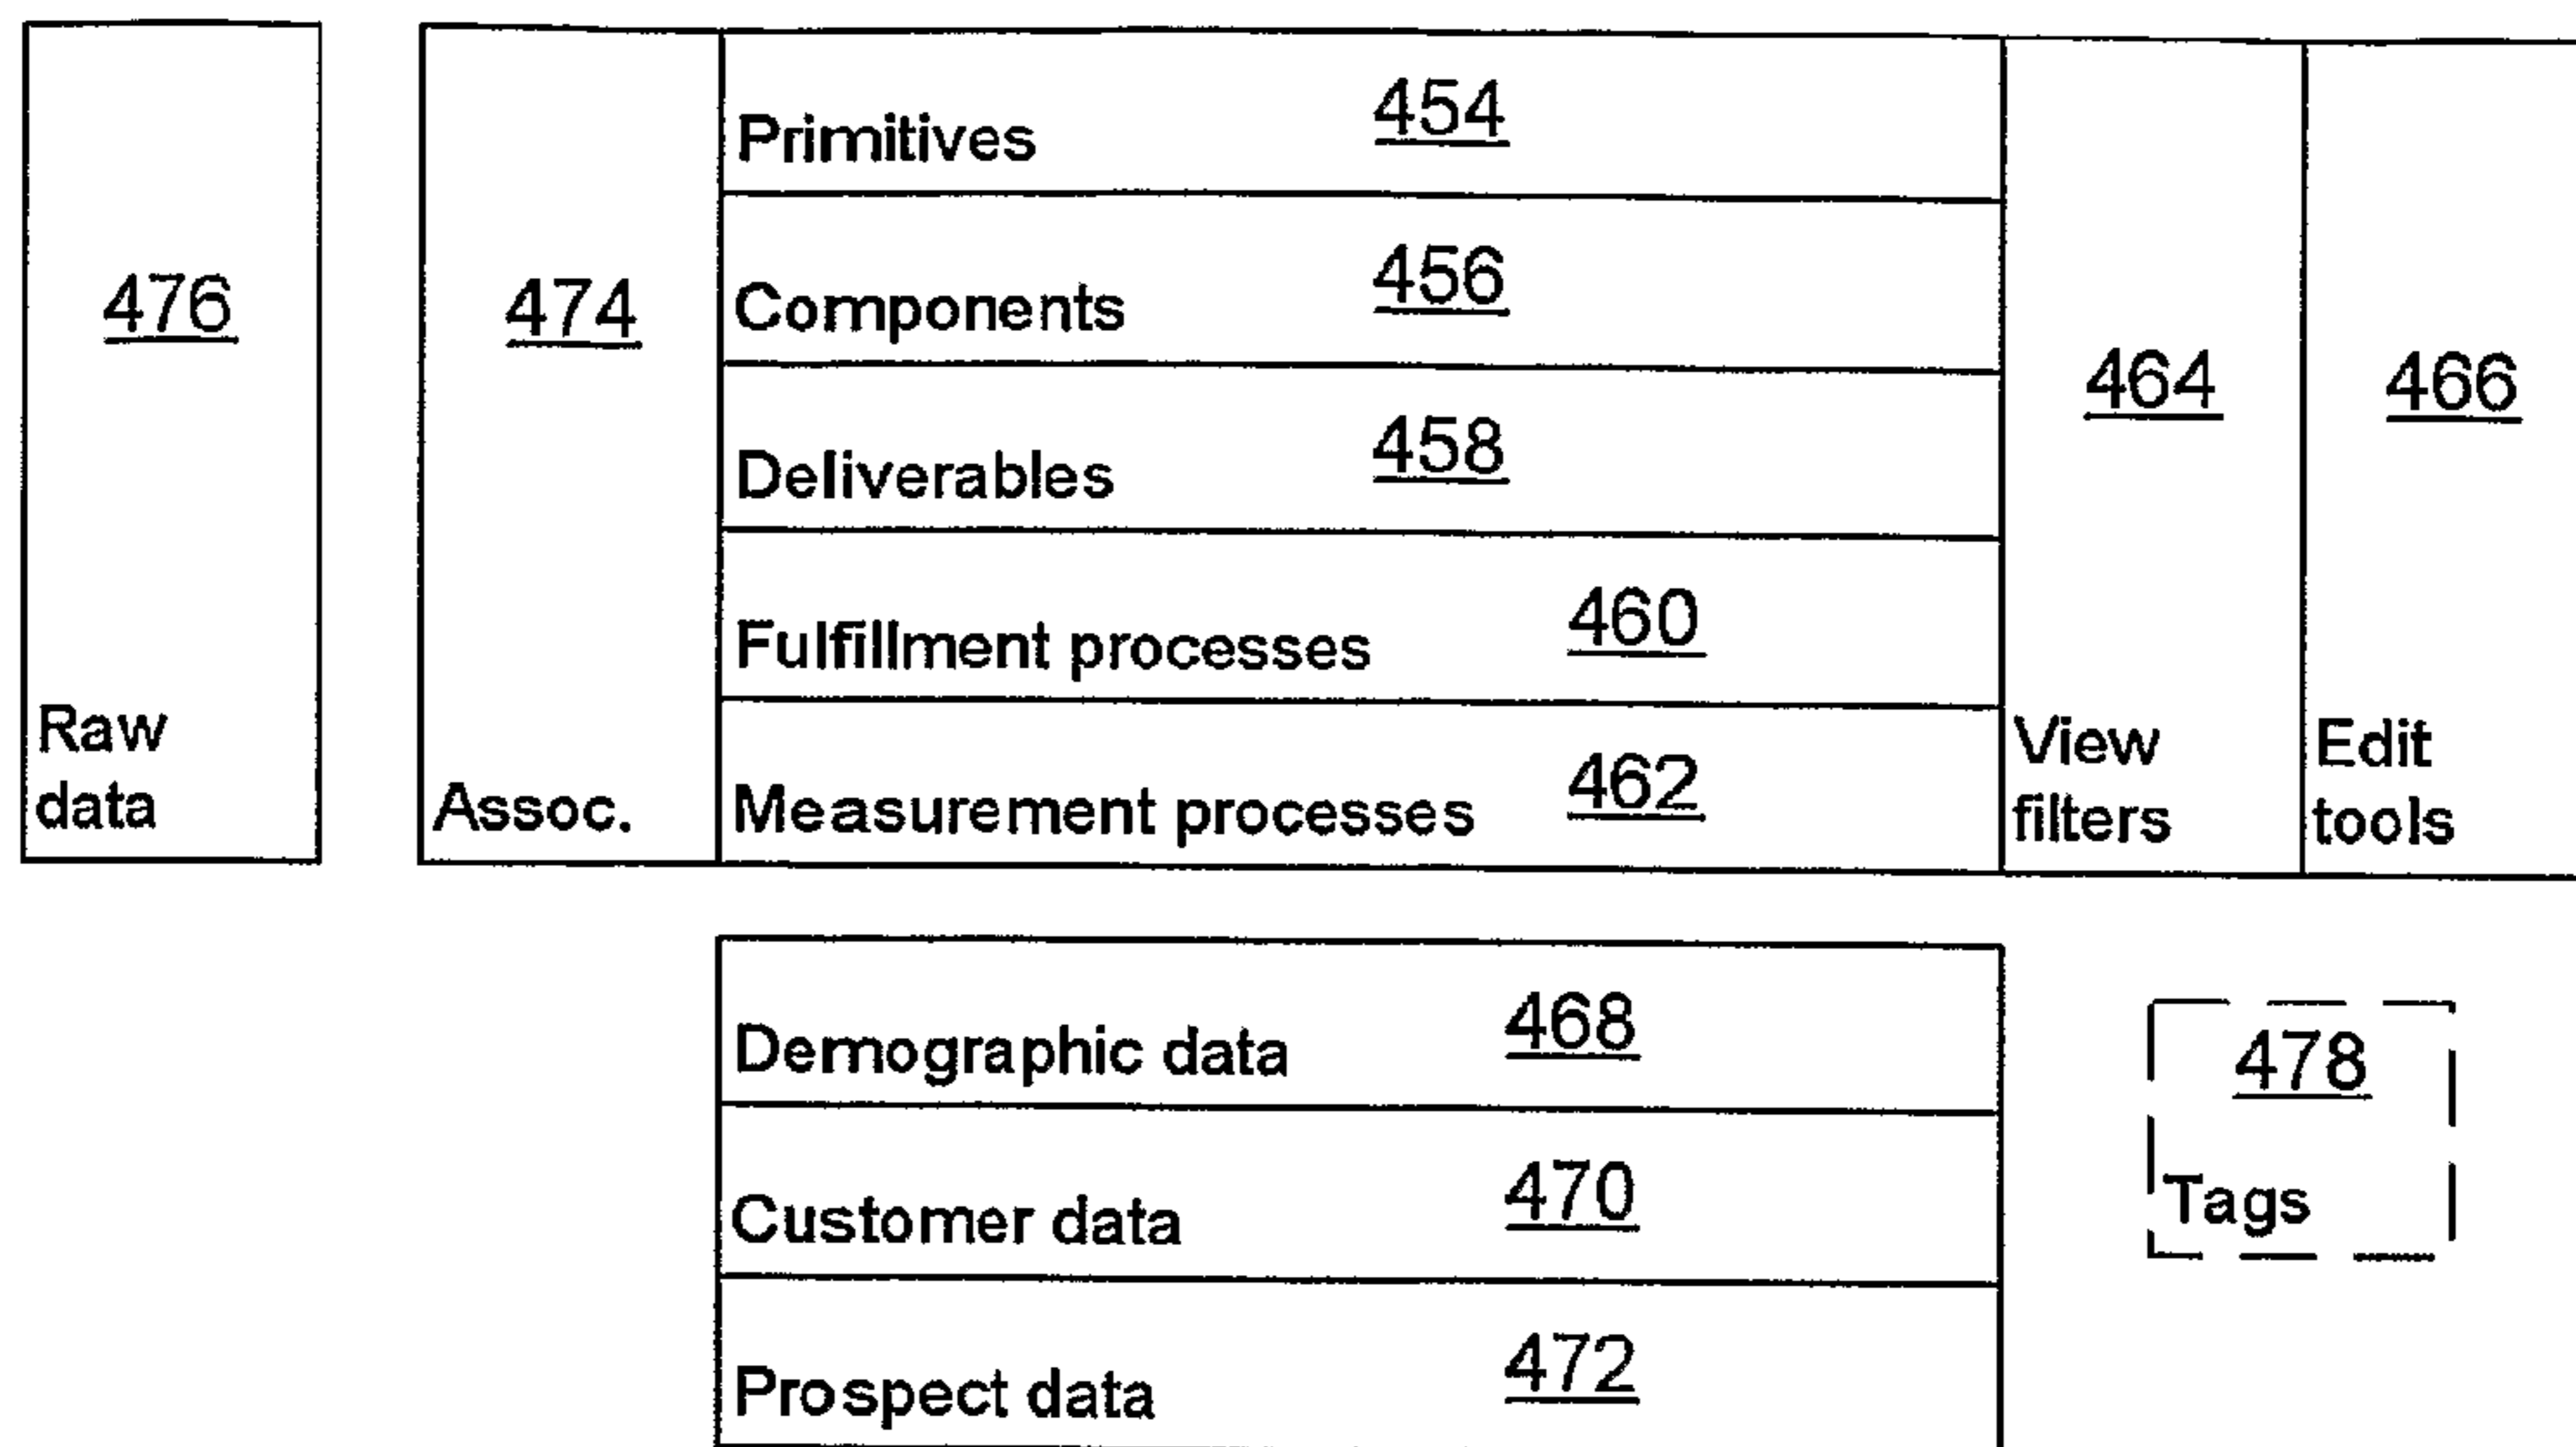 476
Raw
data
474
Assoc.
Primitives 454
Components 456
Deliverables 458
Fulfillment processes 460
Measurement processes 462
464
View
filters
466
Edit
tools
Demographic data 468
Customer data 470
Prospect data 472
478
Tags